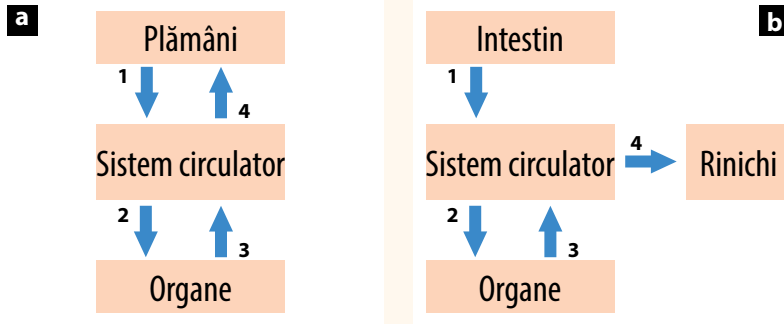 a
Plămâni
1
4
Sistem circulator
2
3
Organe
b
Intestin
1
Sistem circulator
4
Rinichi
2
3
Organe